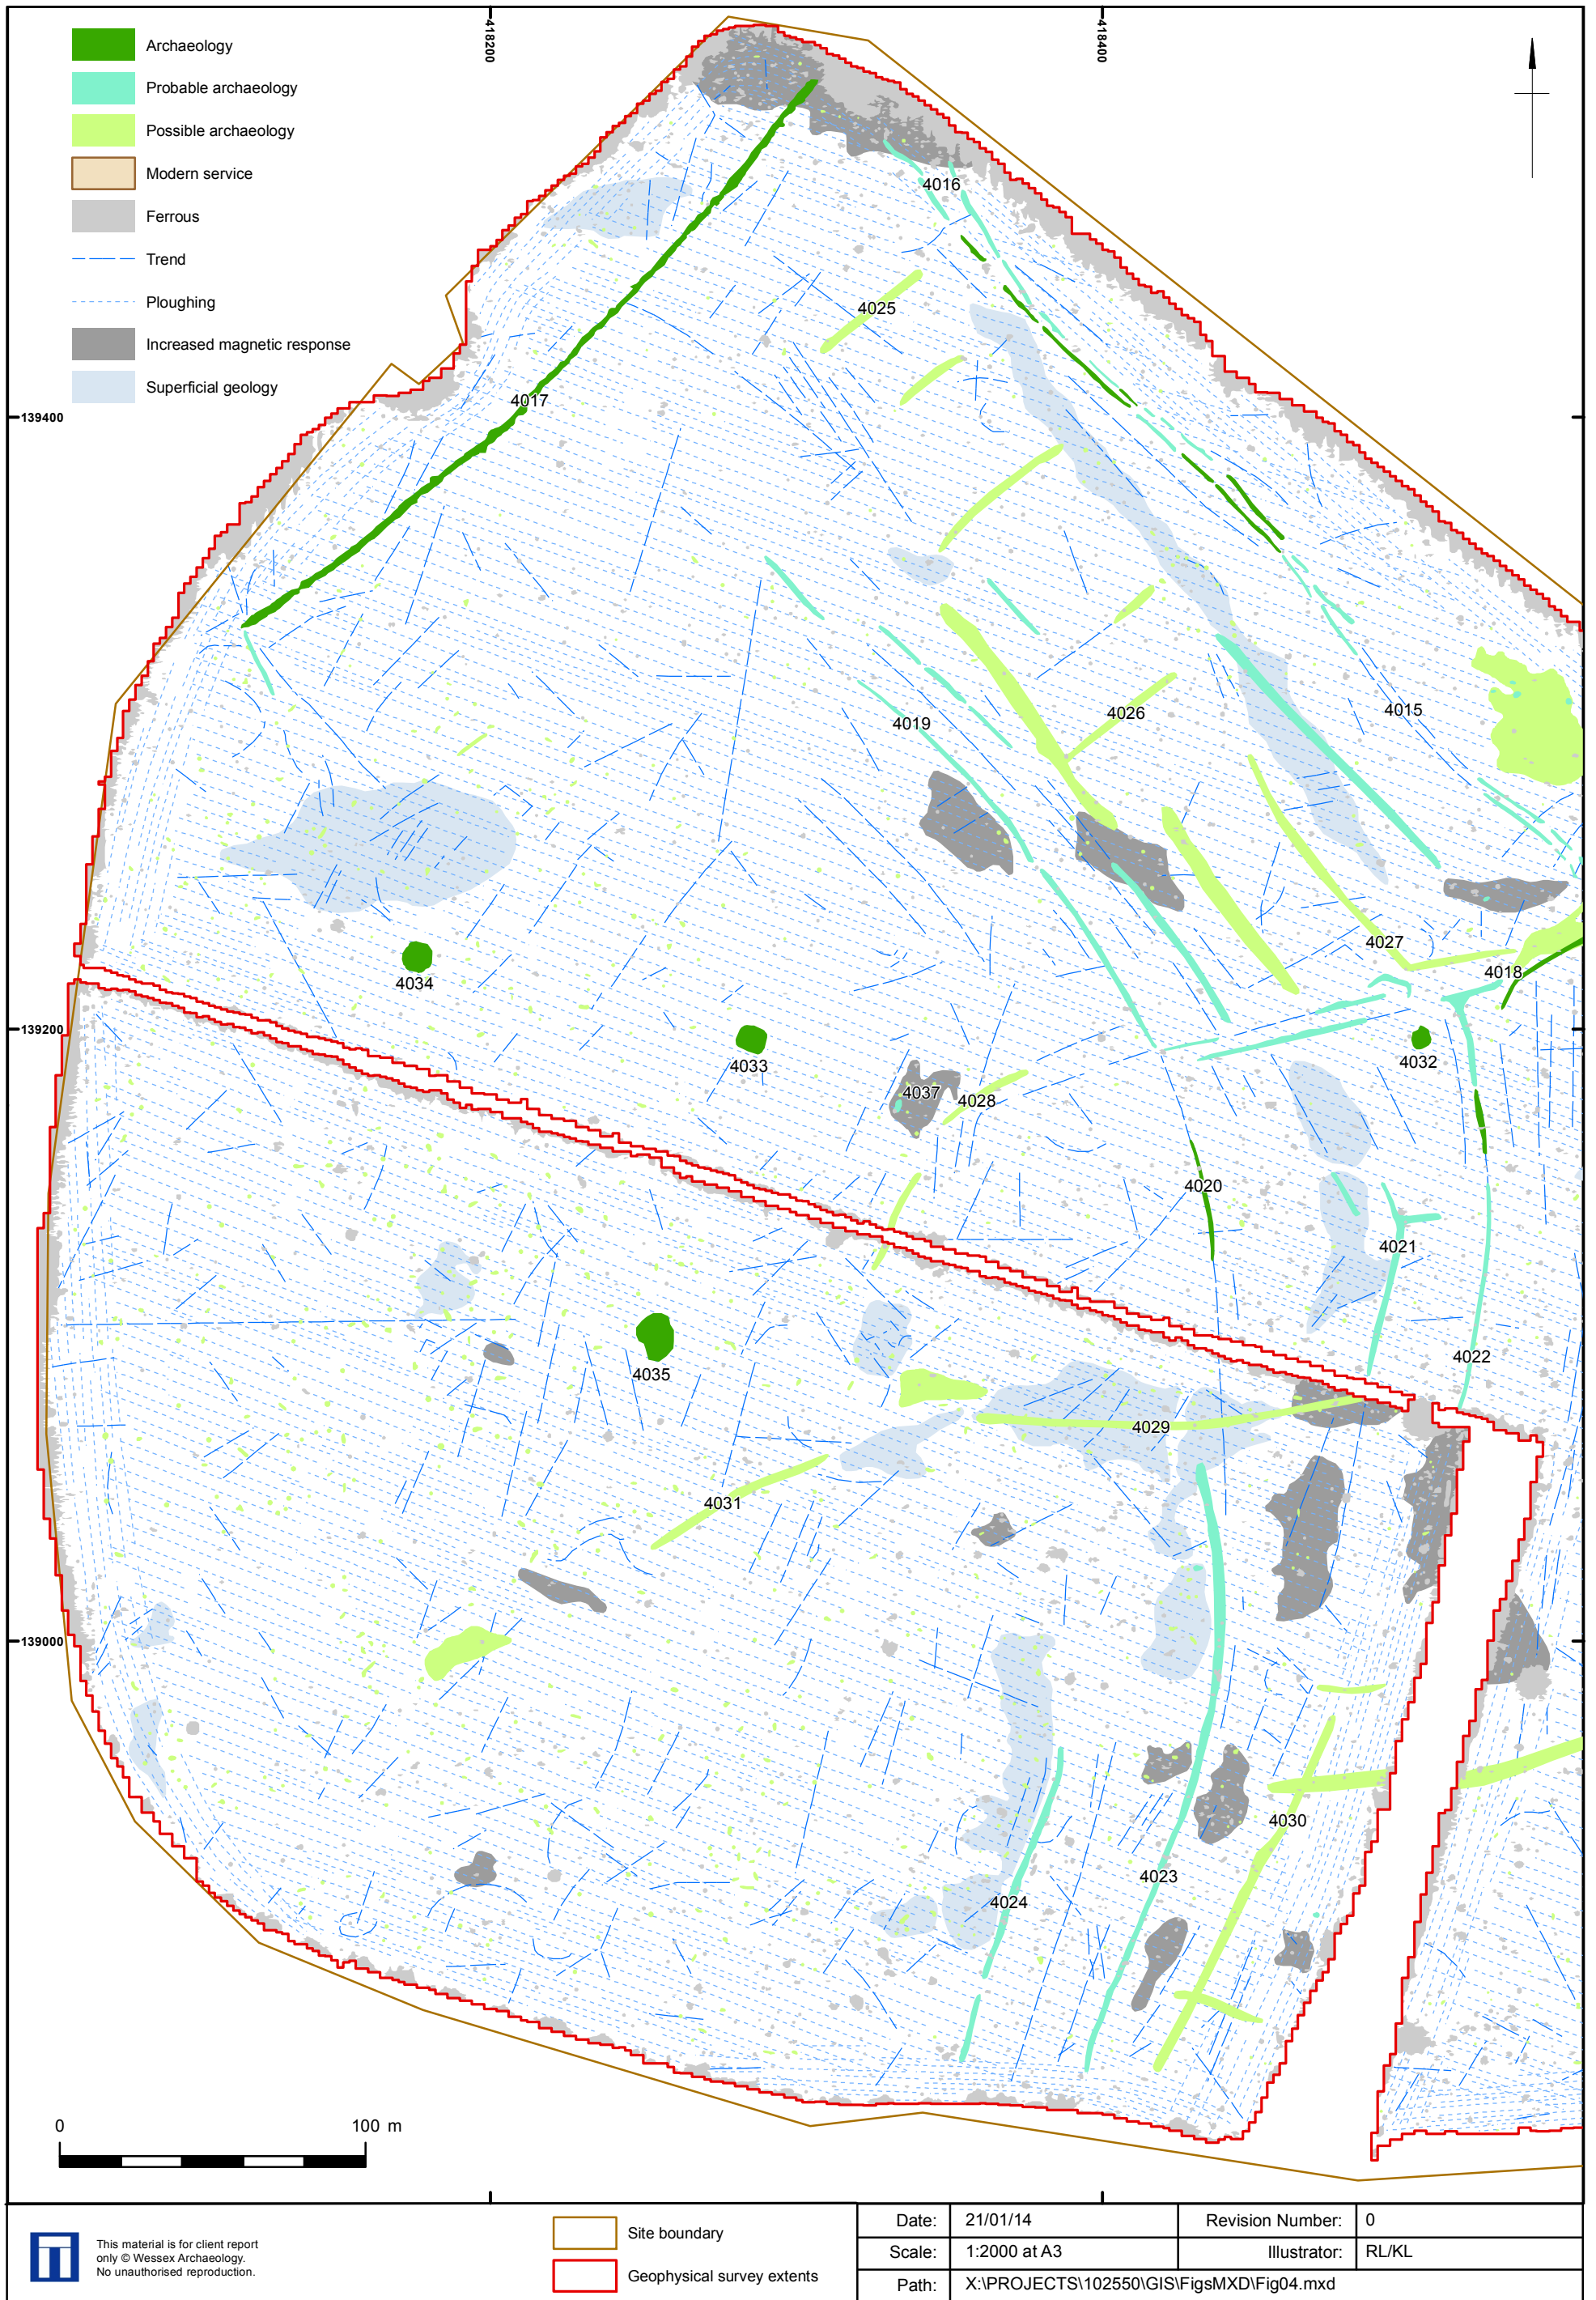 418200
418400
Archaeology
Probable archaeology
Possible archaeology
Modern service
Ferrous
Trend
Ploughing
Increased magnetic response
Superficial geology
4016
4025
4017
139400
4019
4026
4015
4027
4018
4034
139200
4033
4032
4037
4028
4020
4021
4022
4035
4029
4031
139000
4030
4023
4024
0 100 m
This material is for client report
only © Wessex Archaeology.
No unauthorised reproduction.
Site boundary
Geophysical survey extents
Date: 21/01/14 Revision Number: 0
Scale: 1:2000 at A3 Illustrator: RL/KL
Path: X:\PROJECTS\102550\GIS\FigsMXD\Fig04.mxd